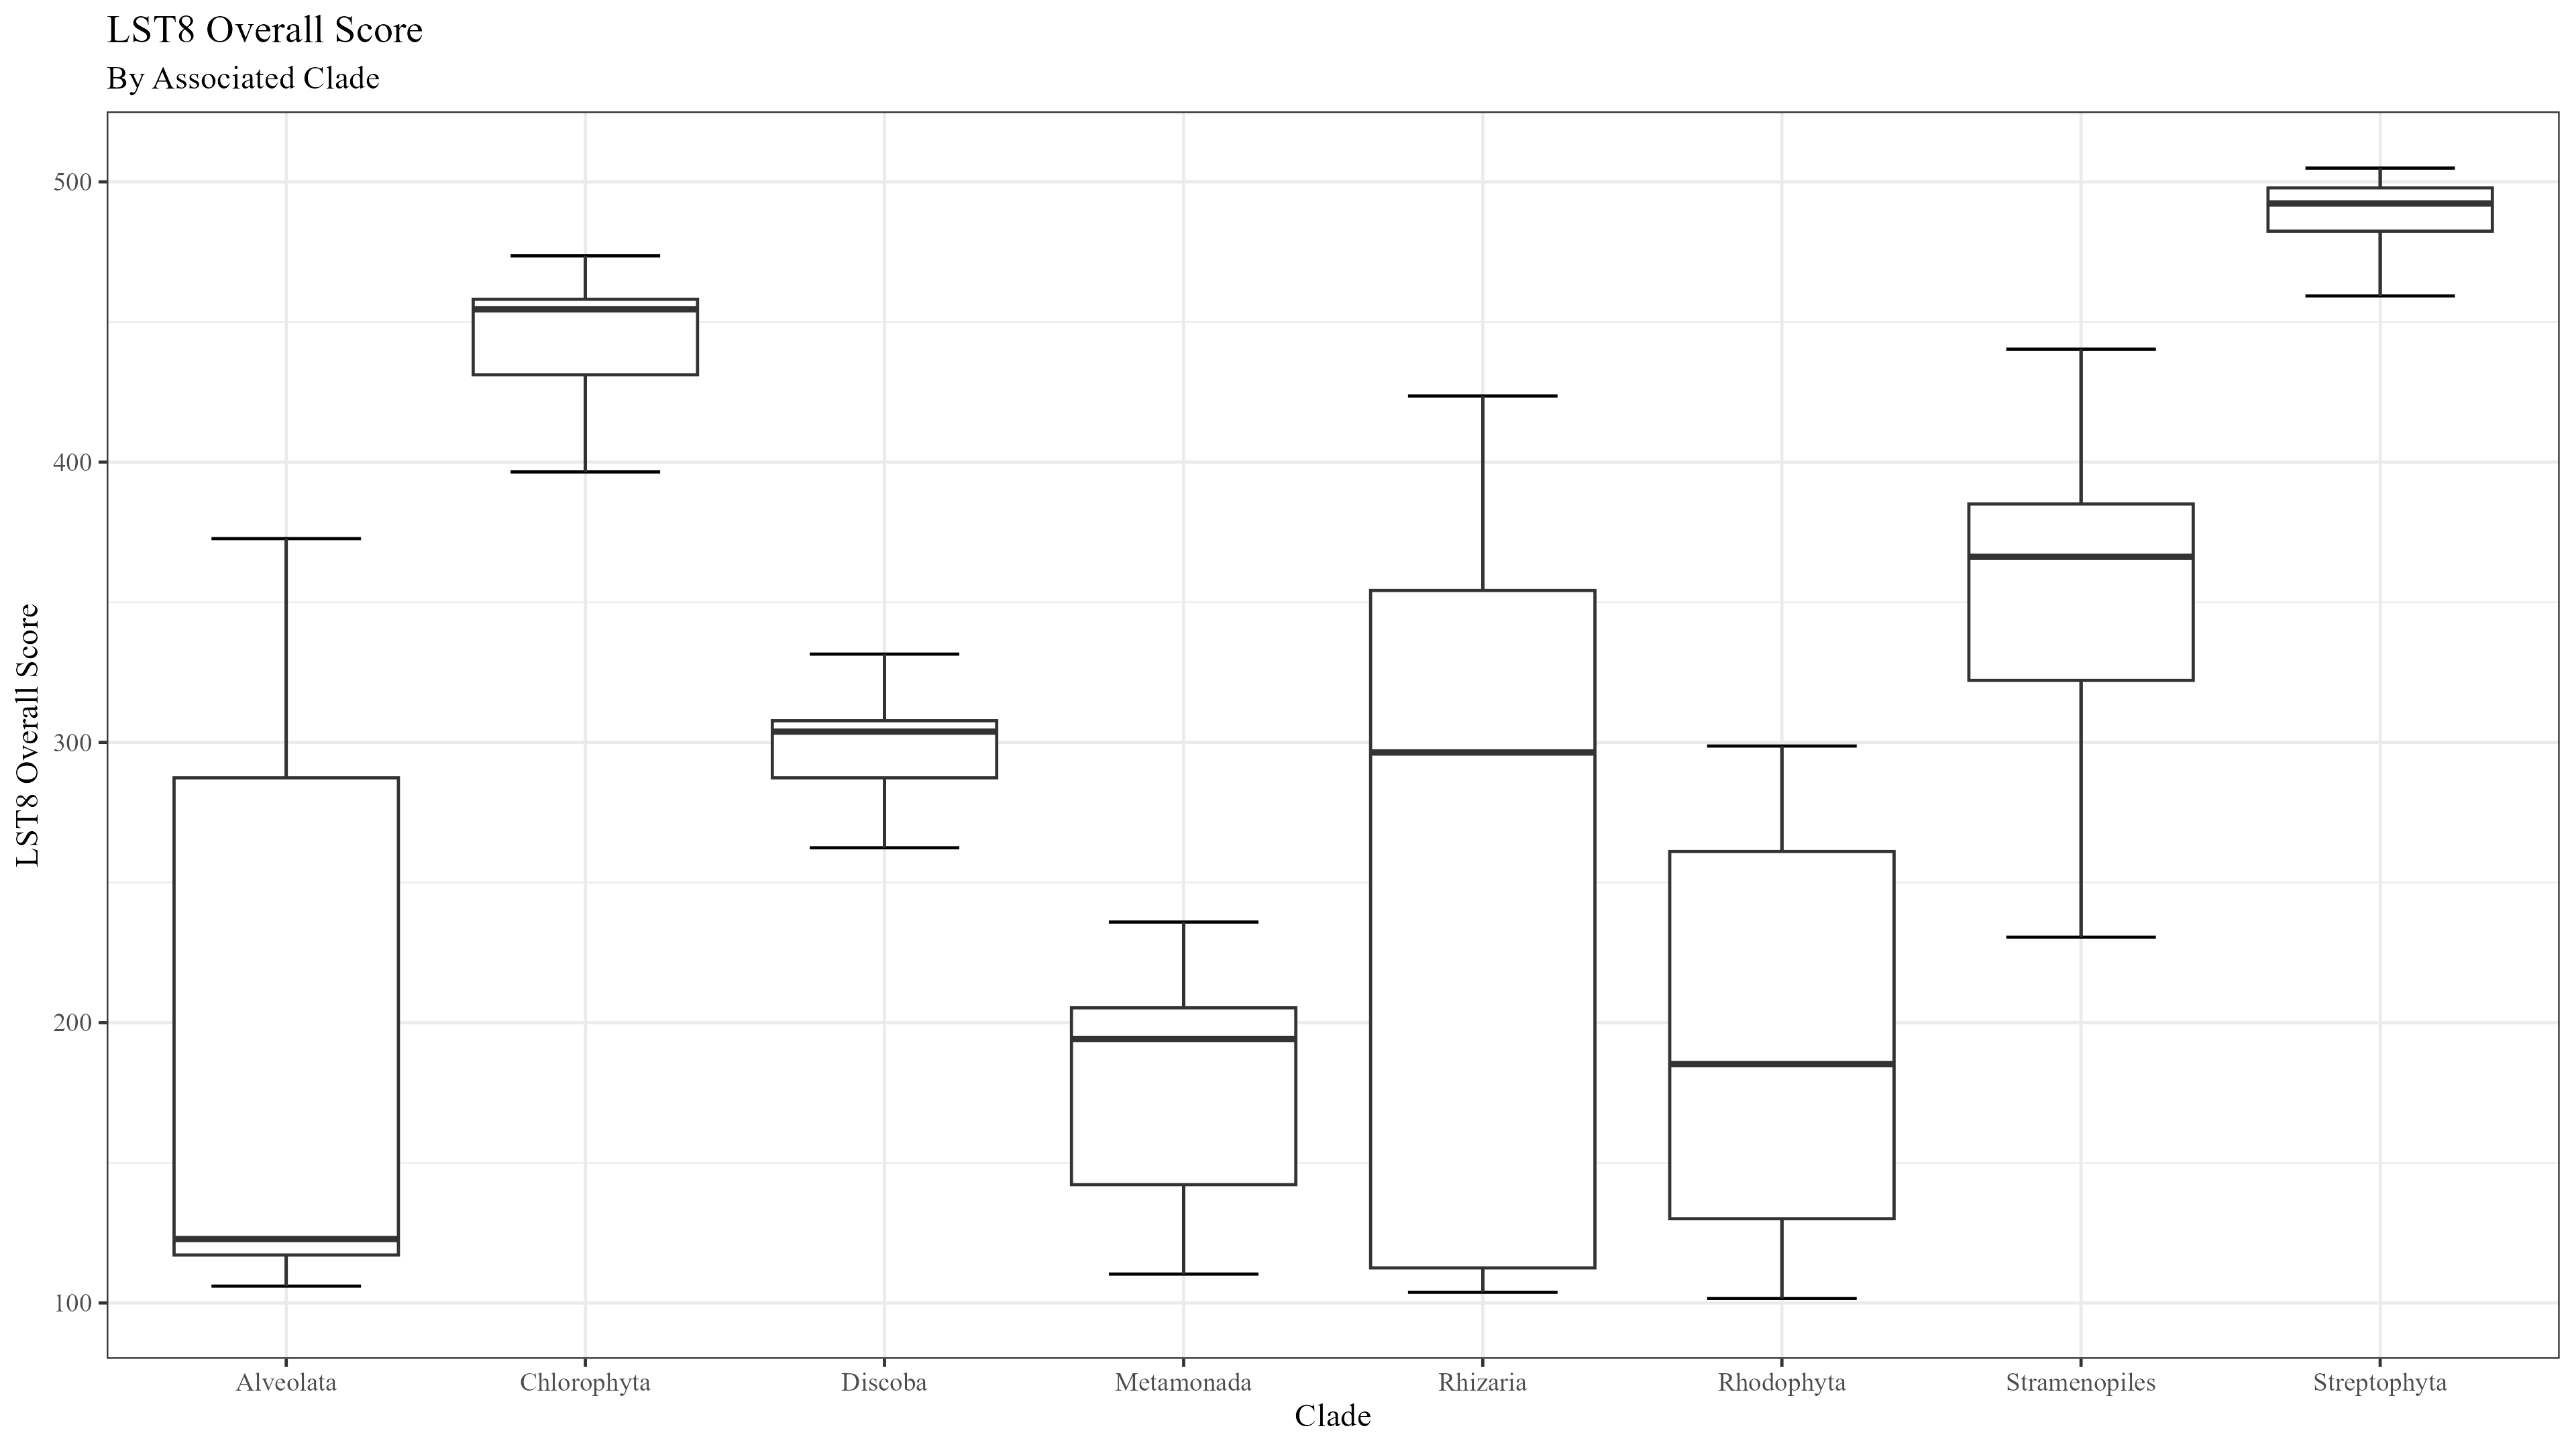 LST8 Overall Score
By Associated Clade
LST8 Overall Score
500
400
300
200
100
Alveolata Chlorophyta Discoba Metamonada Rhizaria Rhodophyta Stramenopiles Streptophyta
Clade